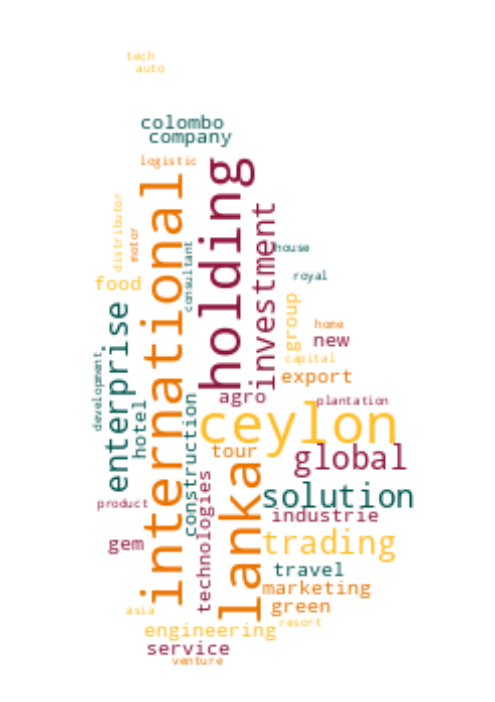 tech
auto
colombo
company
logistic
holding
international
distributor
motor
investment
consultant
house
royal
food
group
enterprise
home
new
development
capital
export
hotel
agro
plantation
construction
ceylon
tour
global
lanka
technologies
solution
product
industrie
gem
trading
travel
marketing
green
asia
resort
engineering
service
venture